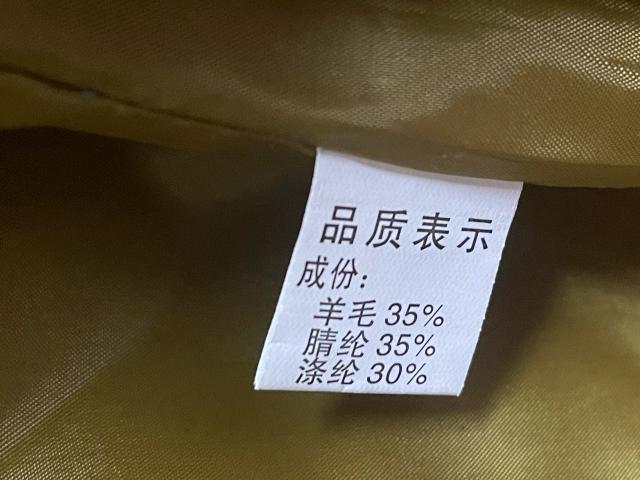 品质表示
成份:
羊毛 35%
腈纶 35%
涤纶 30%